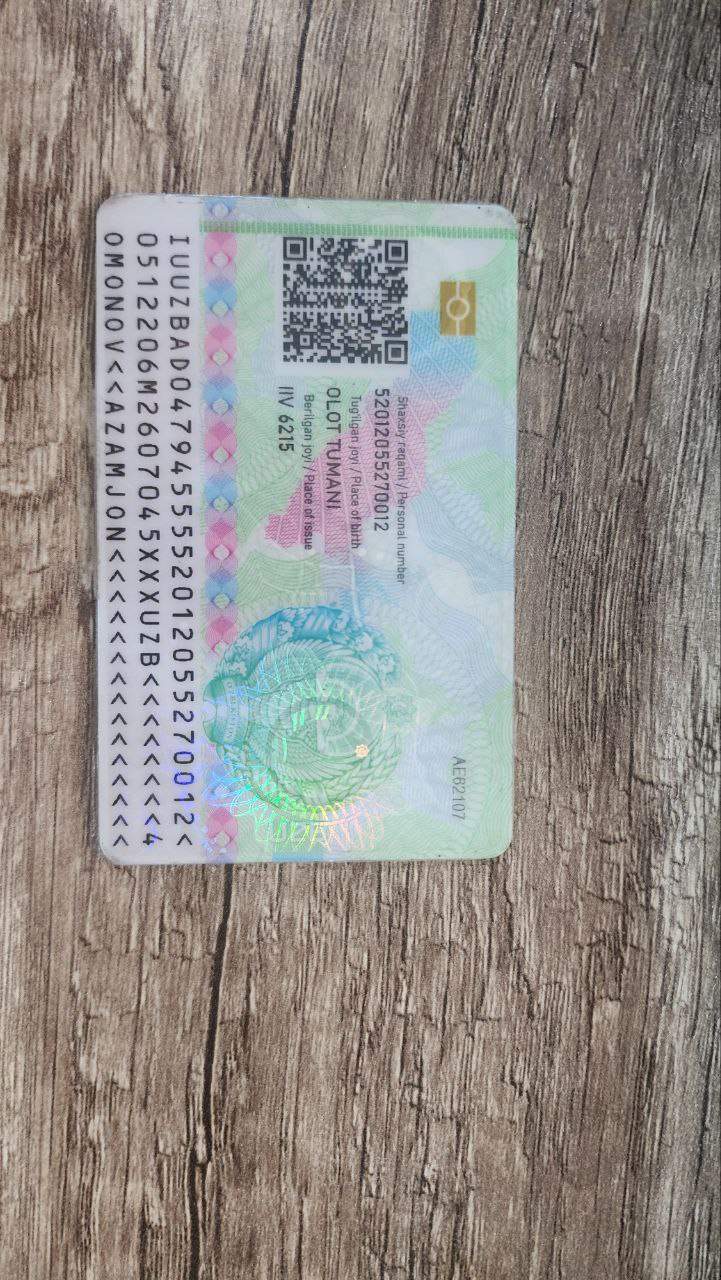 AE62107
Shaxsiy raqami / Personal number
52012055270012
Tug'ilgan joyi / Place of birth
OLOT TUMANI
Berilgan joyi / Place of issue
IIV 6215
IUUZBAD04794555552012055270012<
0512206M2607045XXXUZB<<<<<<<<4
OMONOV<<AZAMJON<<<<<<<<<<<<<<<